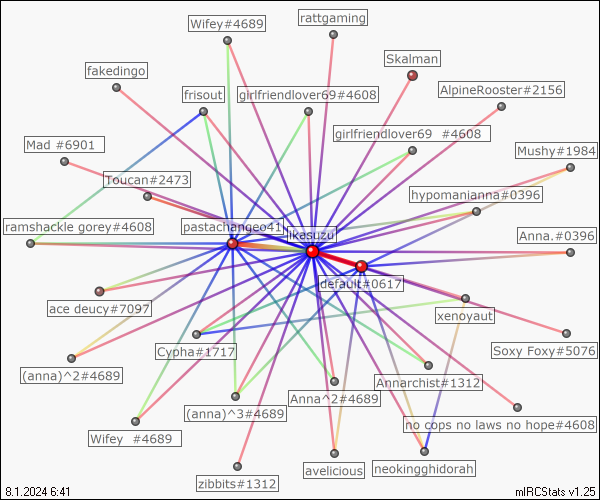 Wifey#4689
rattgaming
Skalman
fakedingo
frisout
girlfriendlover69#4608
AlpineRooster#2156
Mad #6901
girlfriendlover69 #4608
Mushy#1984
Toucan#2473
hypomanianna#0396
ramshackle gorey#4608
pastachangeo41
ikasuzu
Anna.#0396
default#0617
ace deucy#7097
xenoyaut
Cypha#1717
Soxy Foxy#5076
(anna)^2#4689
Annarchist#1312
(anna)^3#4689
Anna^2#4689
no cops no laws no hope#4608
Wifey #4689
zibbits#1312
avelicious
neokingghidorah
8.1.2024 6:41
mIRCStats v1.25